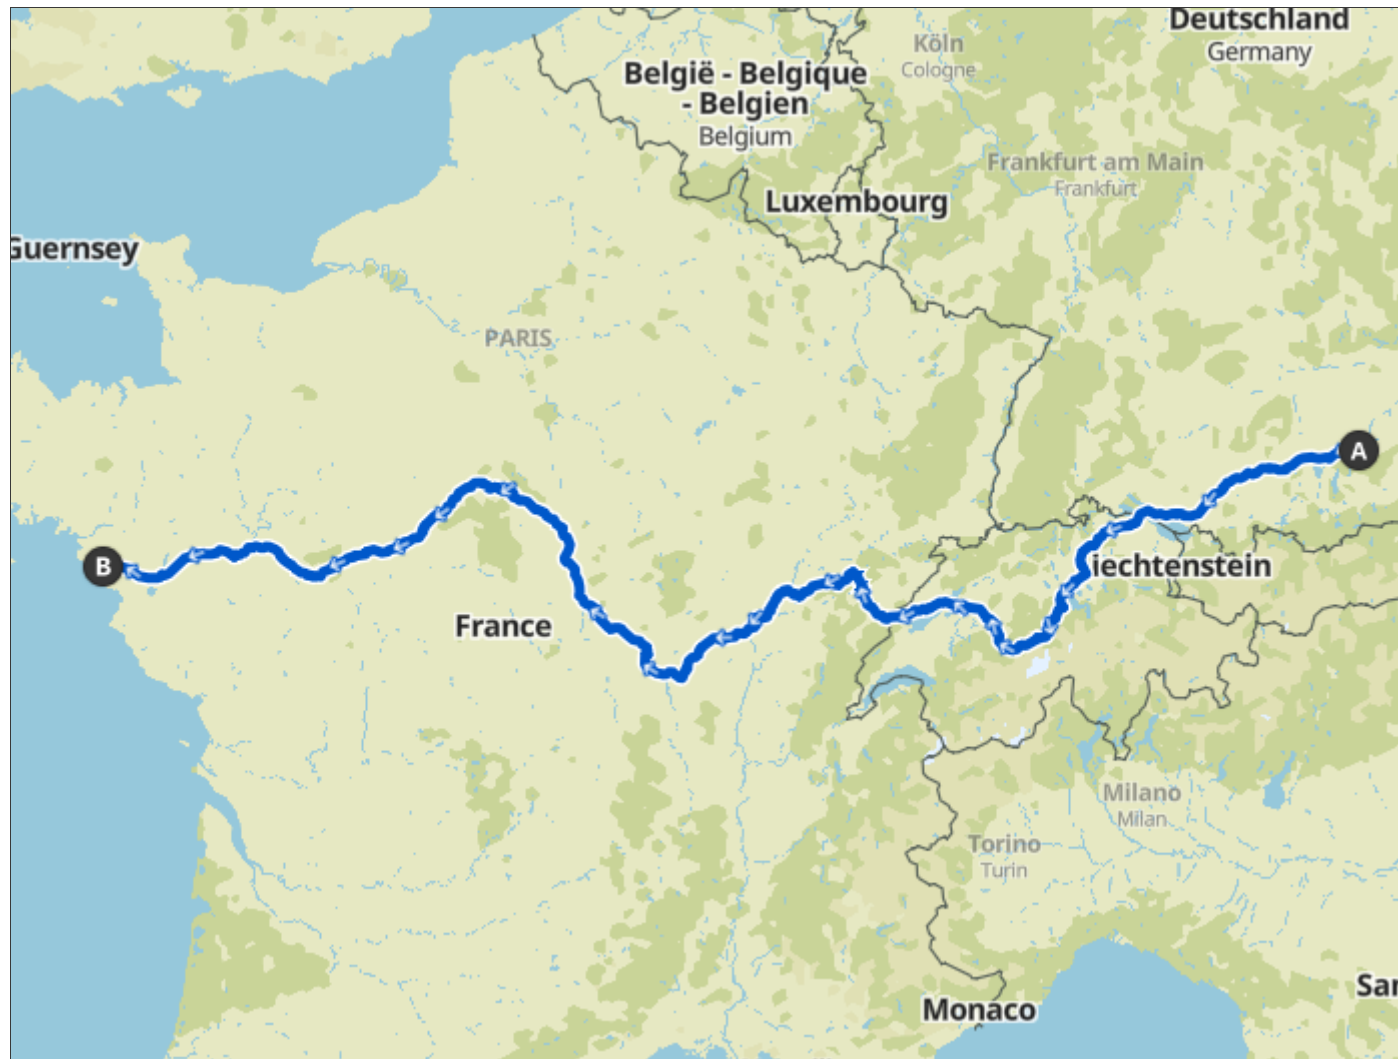 Deutschland
Germany
Köln
Cologne
België - Belgique
- Belgien
Belgium
Frankfurt am Main
Frankfurt
Luxembourg
Guernsey
PARIS
A
B
iechtenstein
France
Milano
Milan
Torino
Turin
Monaco
Sar